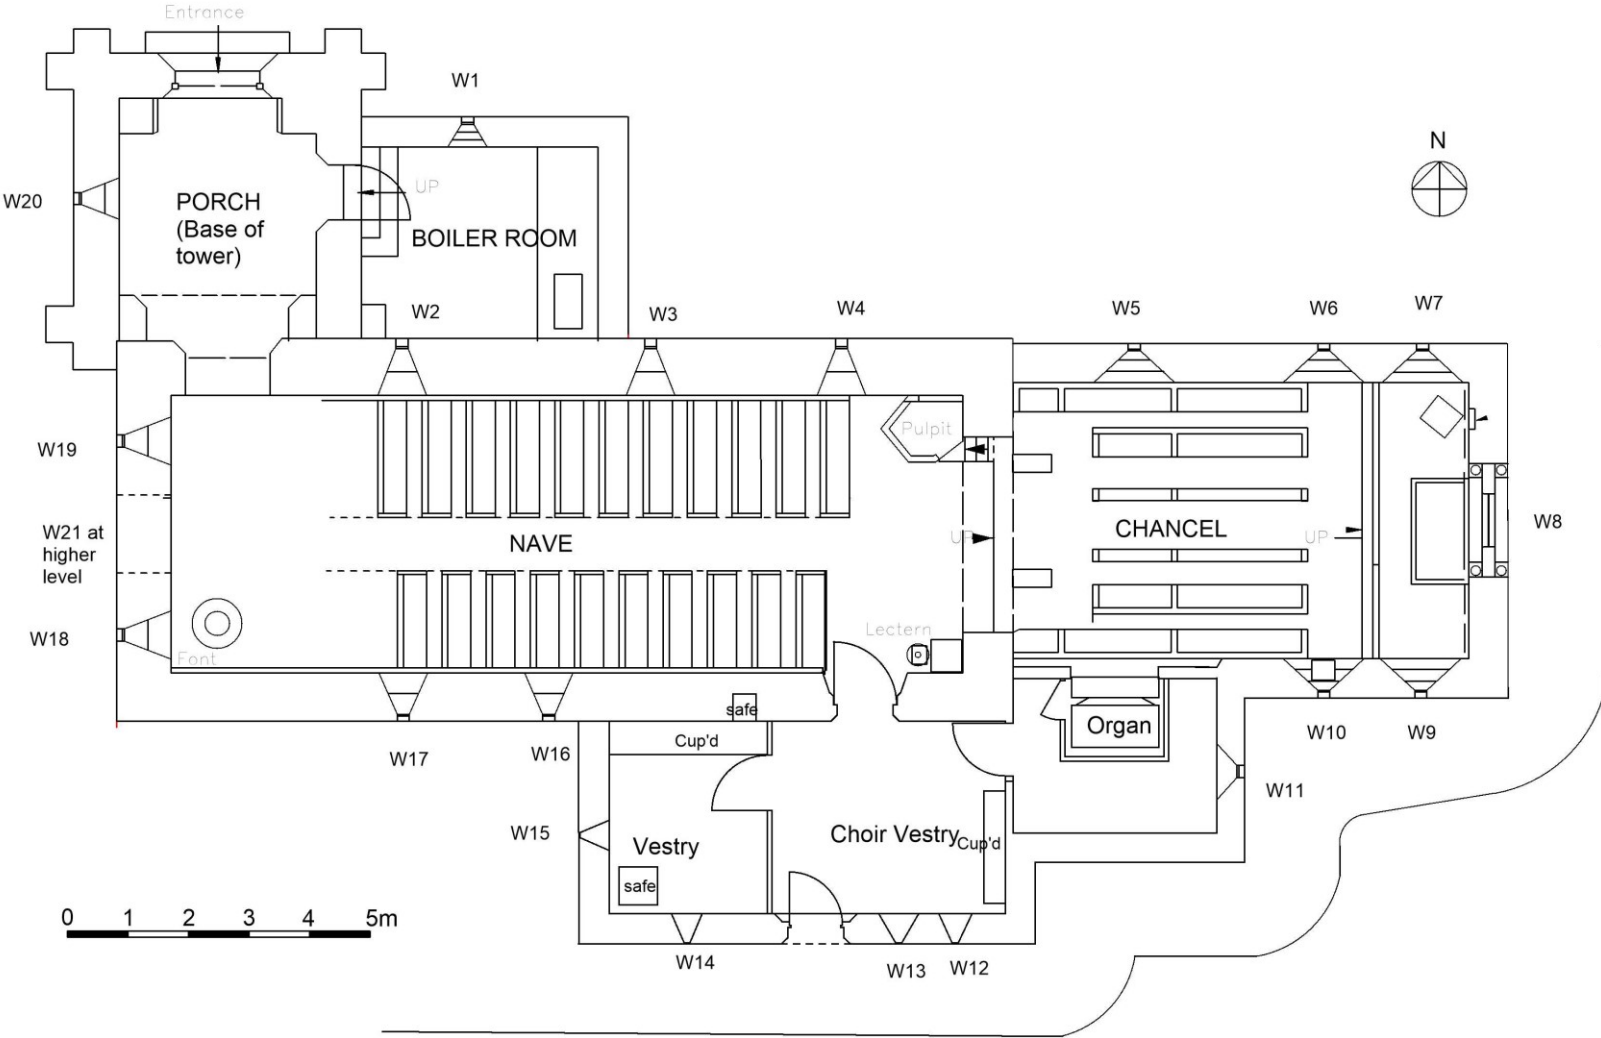 Entrance
W1
N
W20
PORCH
(Base of
tower)
UP
BOILER ROOM
W2
W3
W4
W5
W6
W7
W19
Pulpit
W21 at
higher
level
NAVE
UP
CHANCEL
UP
W8
W18
Font
Lectern
safe
Organ
W17
W16
Cup'd
W10
W9
W11
W15
Vestry
Choir Vestry
Cup'd
safe
0 1 2 3 4 5m
W14
W13
W12